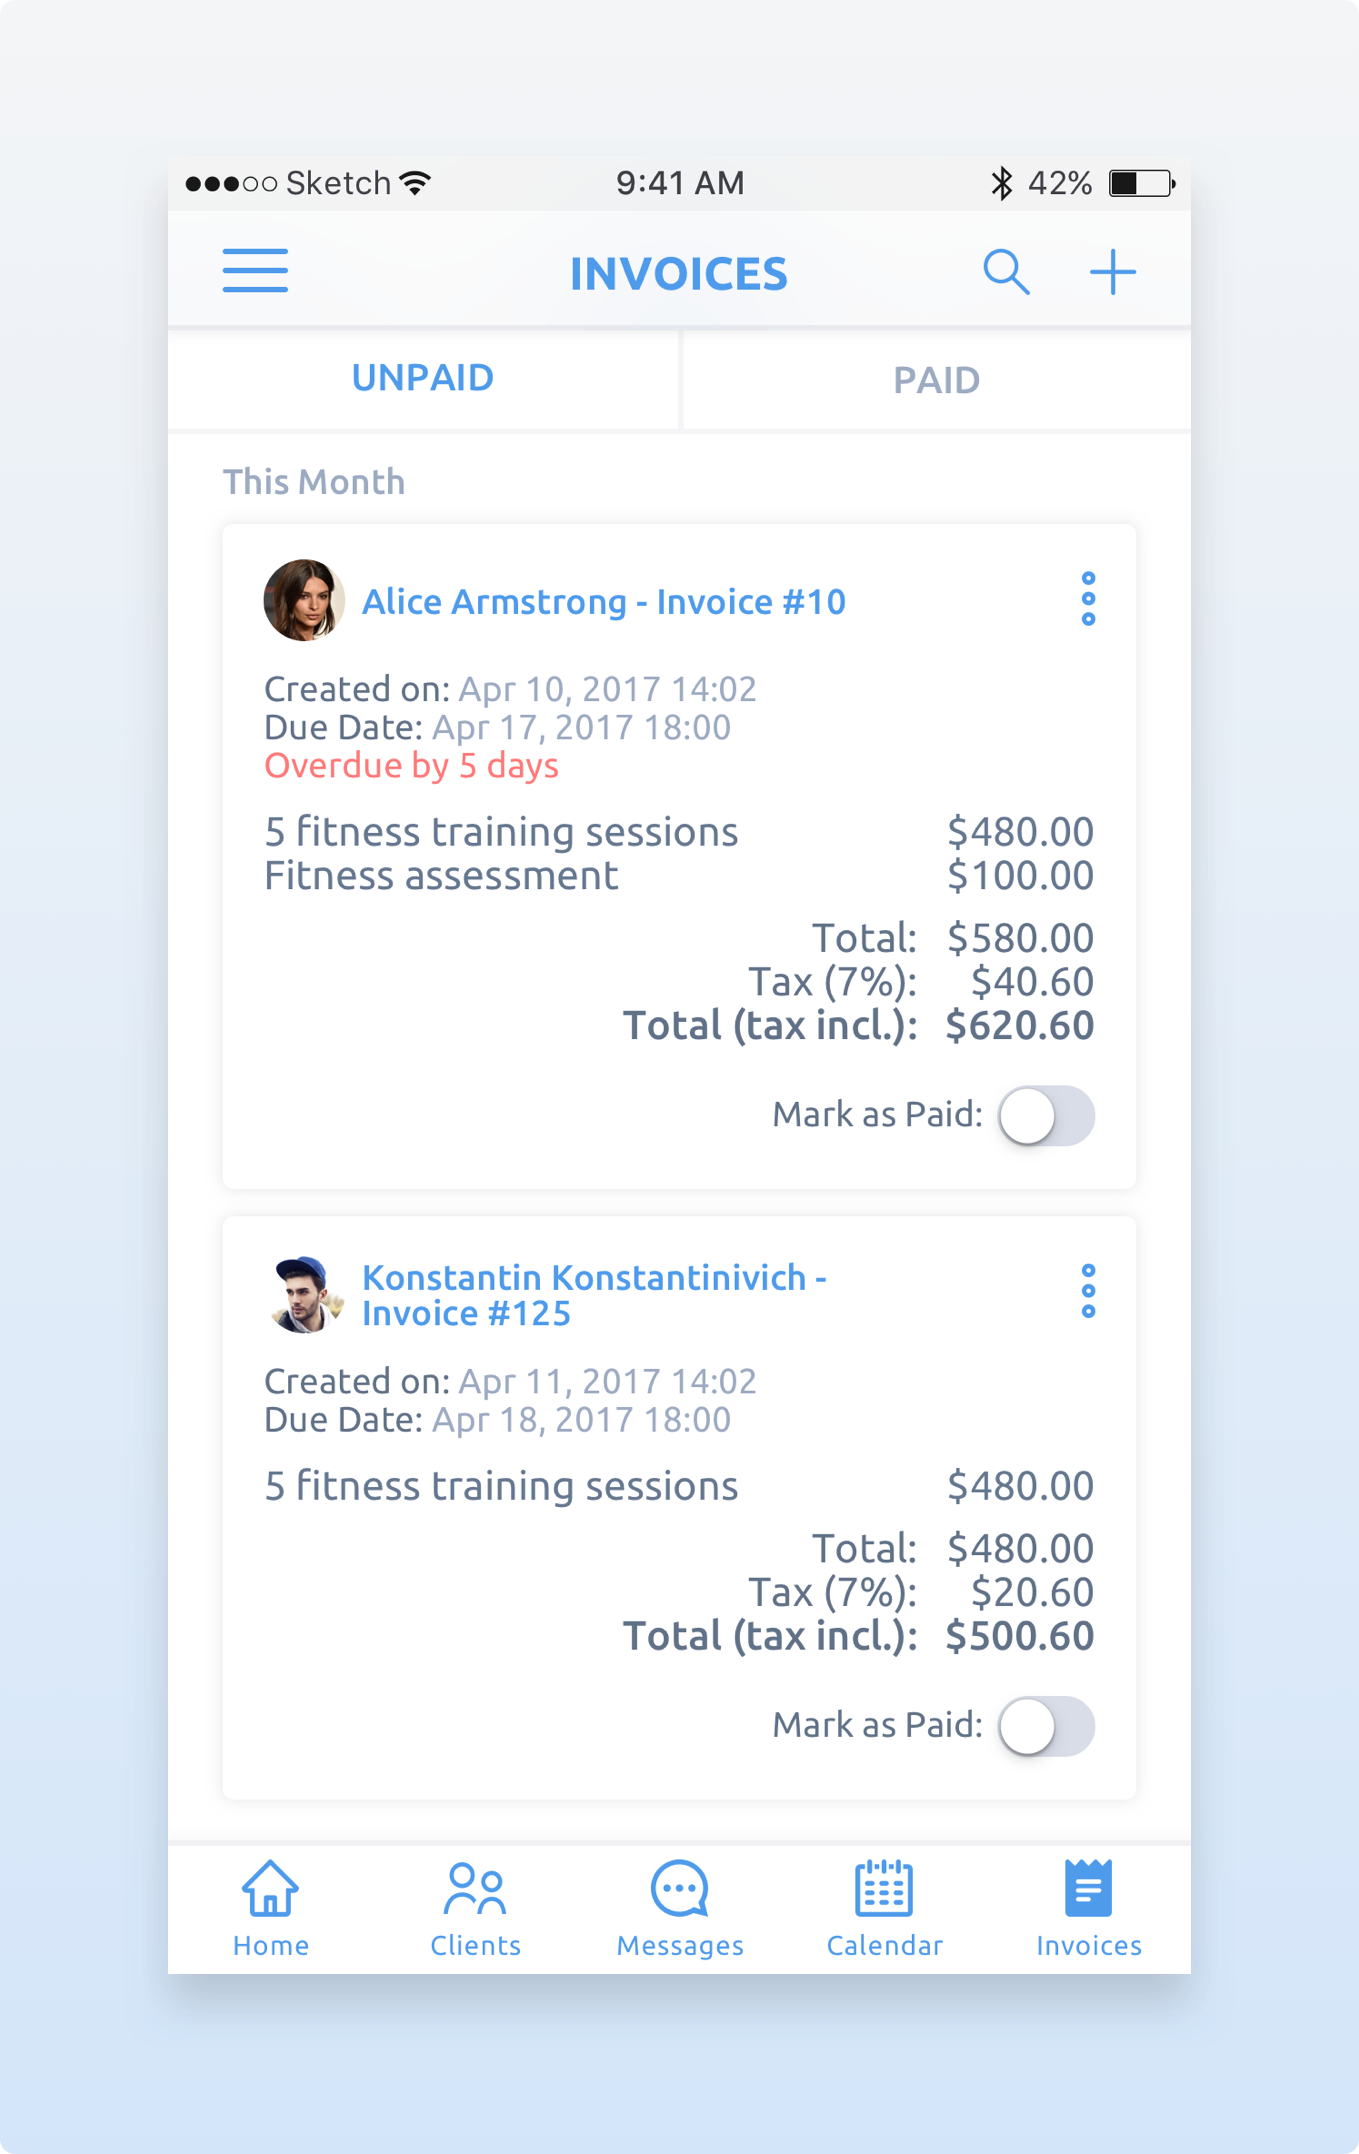 Sketch 9:41 AM 42%
INVOICES
UNPAID PAID
This Month
Alice Armstrong - Invoice #10
Created on: Apr 10, 2017 14:02
Due Date: Apr 17, 2017 18:00
Overdue by 5 days
5 fitness training sessions $480.00
Fitness assessment $100.00
Total: $580.00
Tax (7%): $40.60
Total (tax incl.): $620.60
Mark as Paid:
Konstantin Konstantinivich -
Invoice #125
Created on: Apr 11, 2017 14:02
Due Date: Apr 18, 2017 18:00
5 fitness training sessions $480.00
Total: $480.00
Tax (7%): $20.60
Total (tax incl.): $500.60
Mark as Paid:
Home Clients Messages Calendar Invoices